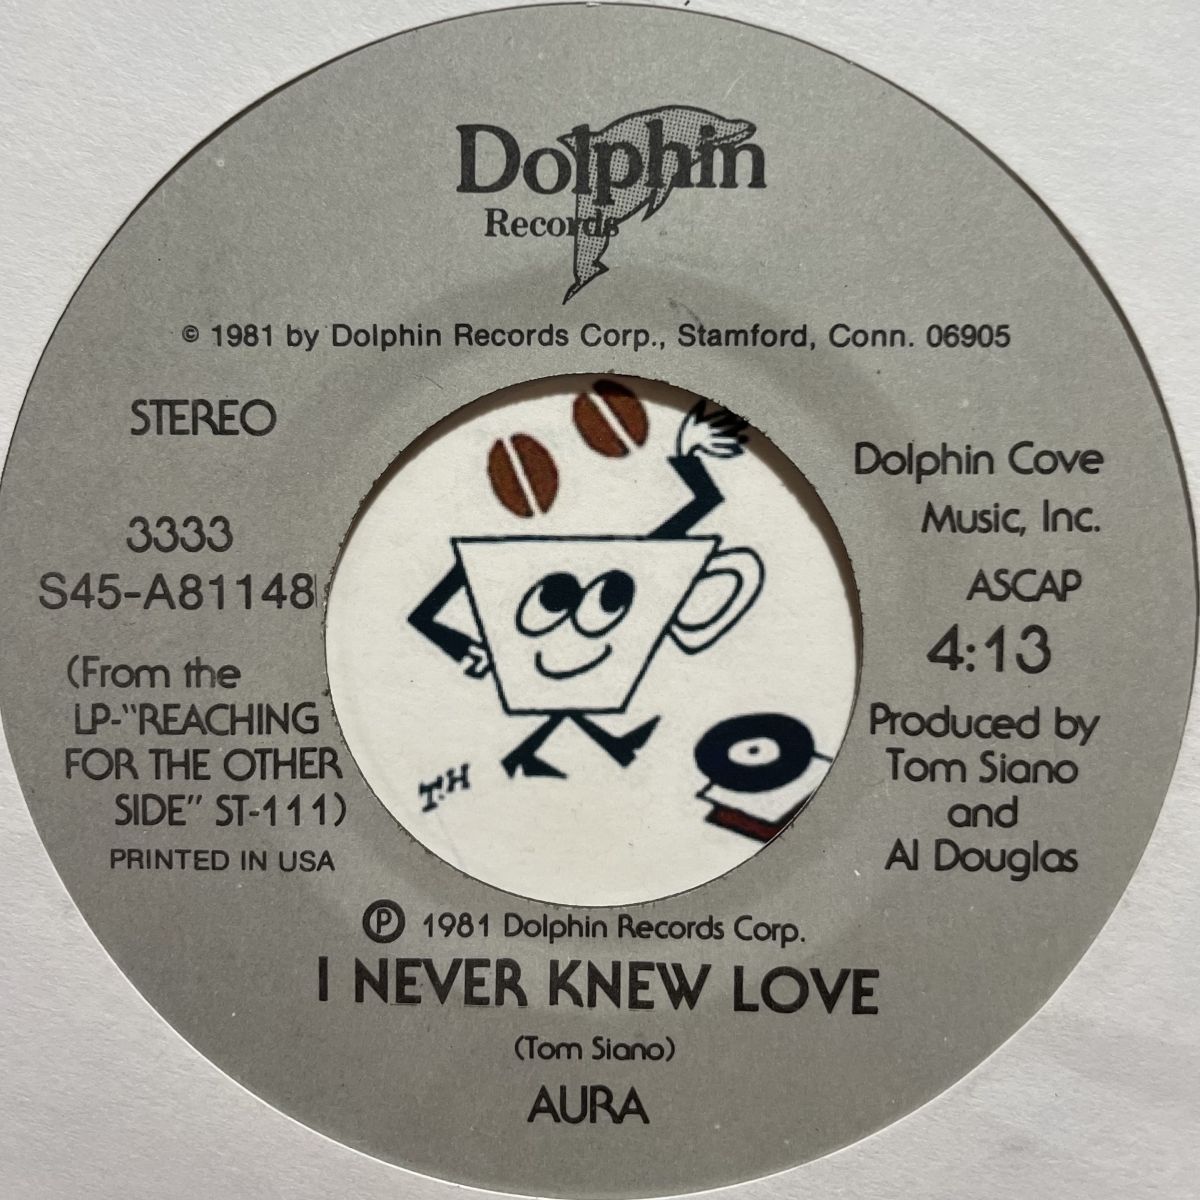 Dolphin
Records
© 1981 by Dolphin Records Corp., Stamford, Conn. 06905
STEREO
3333
S45-A81148
(From the
LP-"REACHING
FOR THE OTHER
SIDE" ST-111)
PRINTED IN USA
Dolphin Cove
Music, Inc.
ASCAP
4:13
Produced by
Tom Siano
and
Al Douglas
T.H
℗ 1981 Dolphin Records Corp.
I NEVER KNEW LOVE
(Tom Siano)
AURA